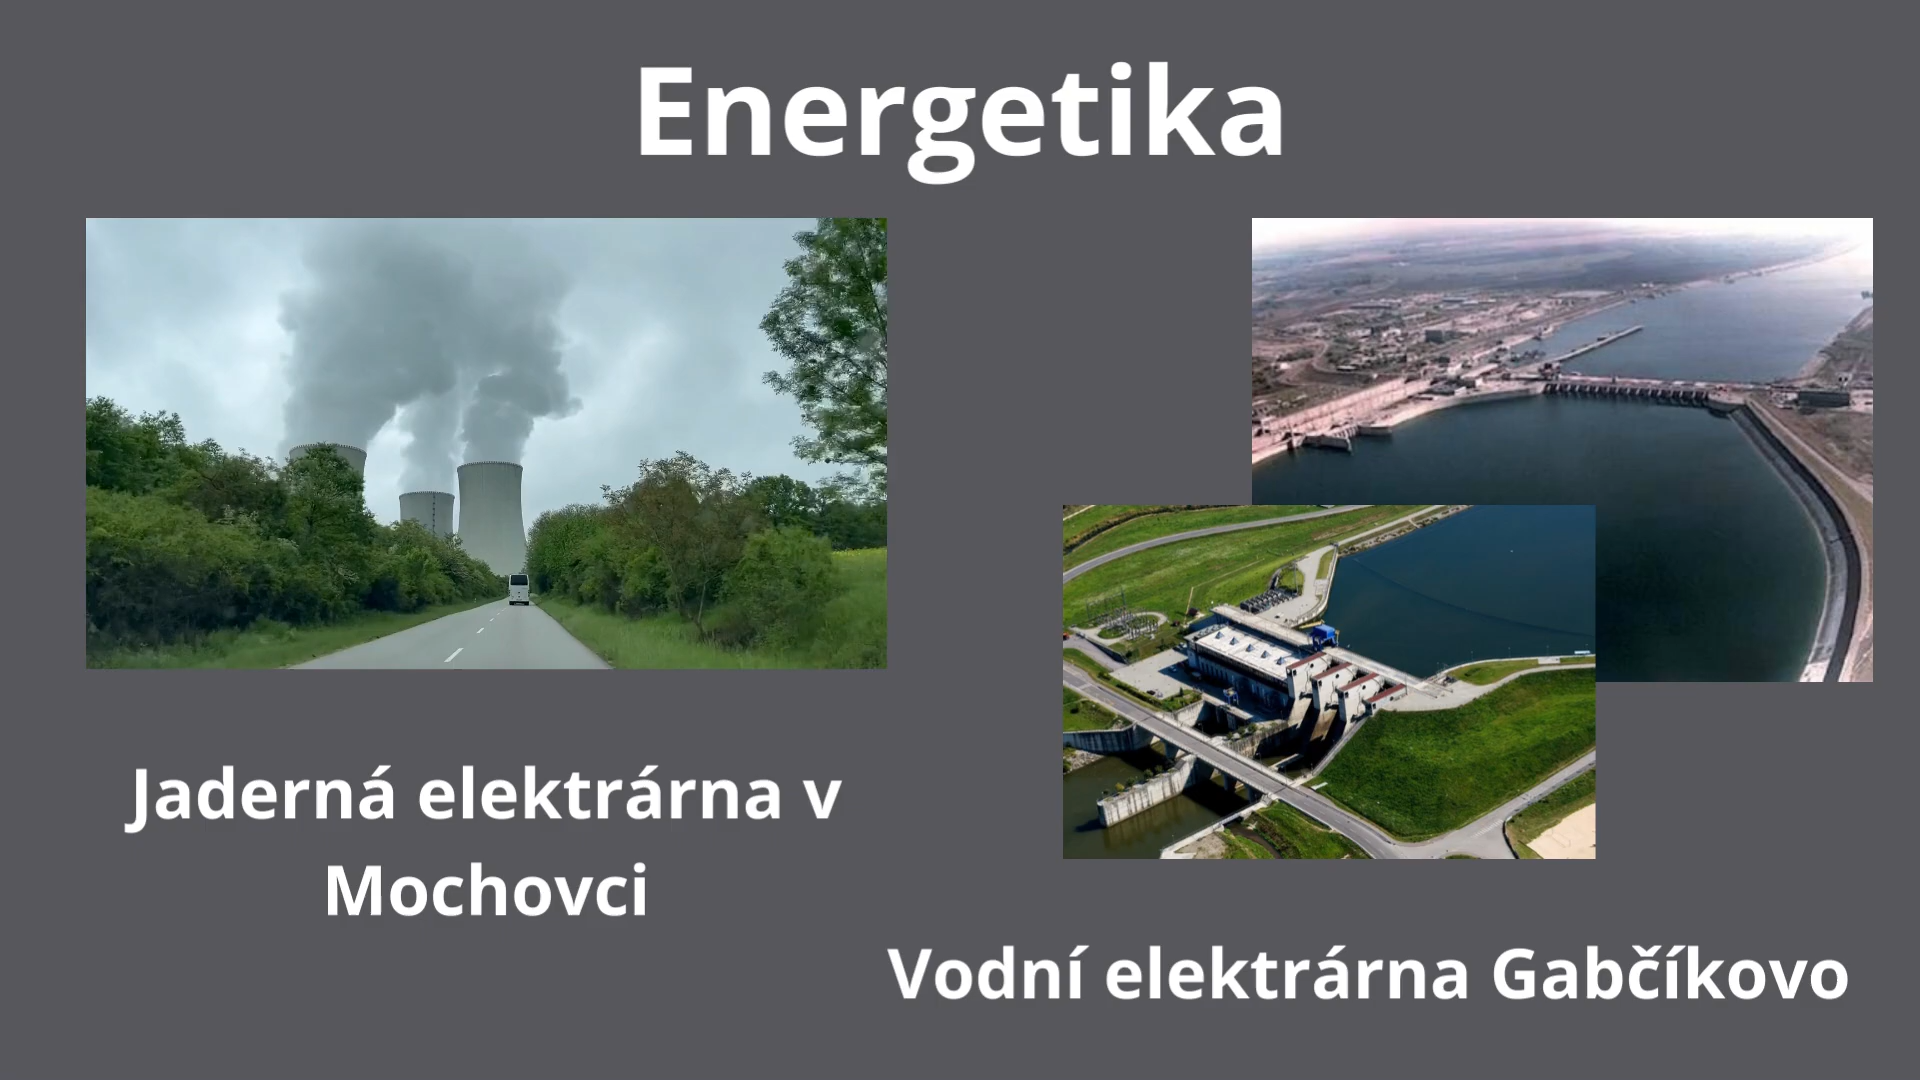 Energetika
Jaderná elektrárna v
Mochovci
Vodní elektrárna Gabčíkovo